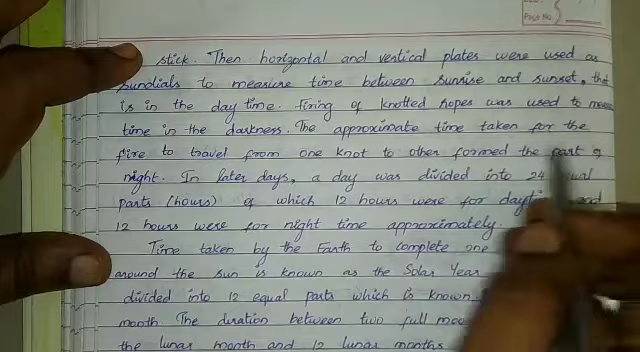 Page No.
stick. Then horizontal and vertical plates were used as
sundials to measure time between sunrise and sunset, that
is in the day time. Firing of knotted ropes was used to
time in the darkness. The approximate time taken for the
fire to travel from one knot to other formed the part of
night. In later days, a day was divided into 24
parts (hours) of which 12 hours were for and
12 hours were for night time approximately.
Time taken by the Earth to complete one
around the sun is known as the Solar Year
divided into 12 equal parts which is known
month. The duration between two full
the lunar month and 12 lunar months